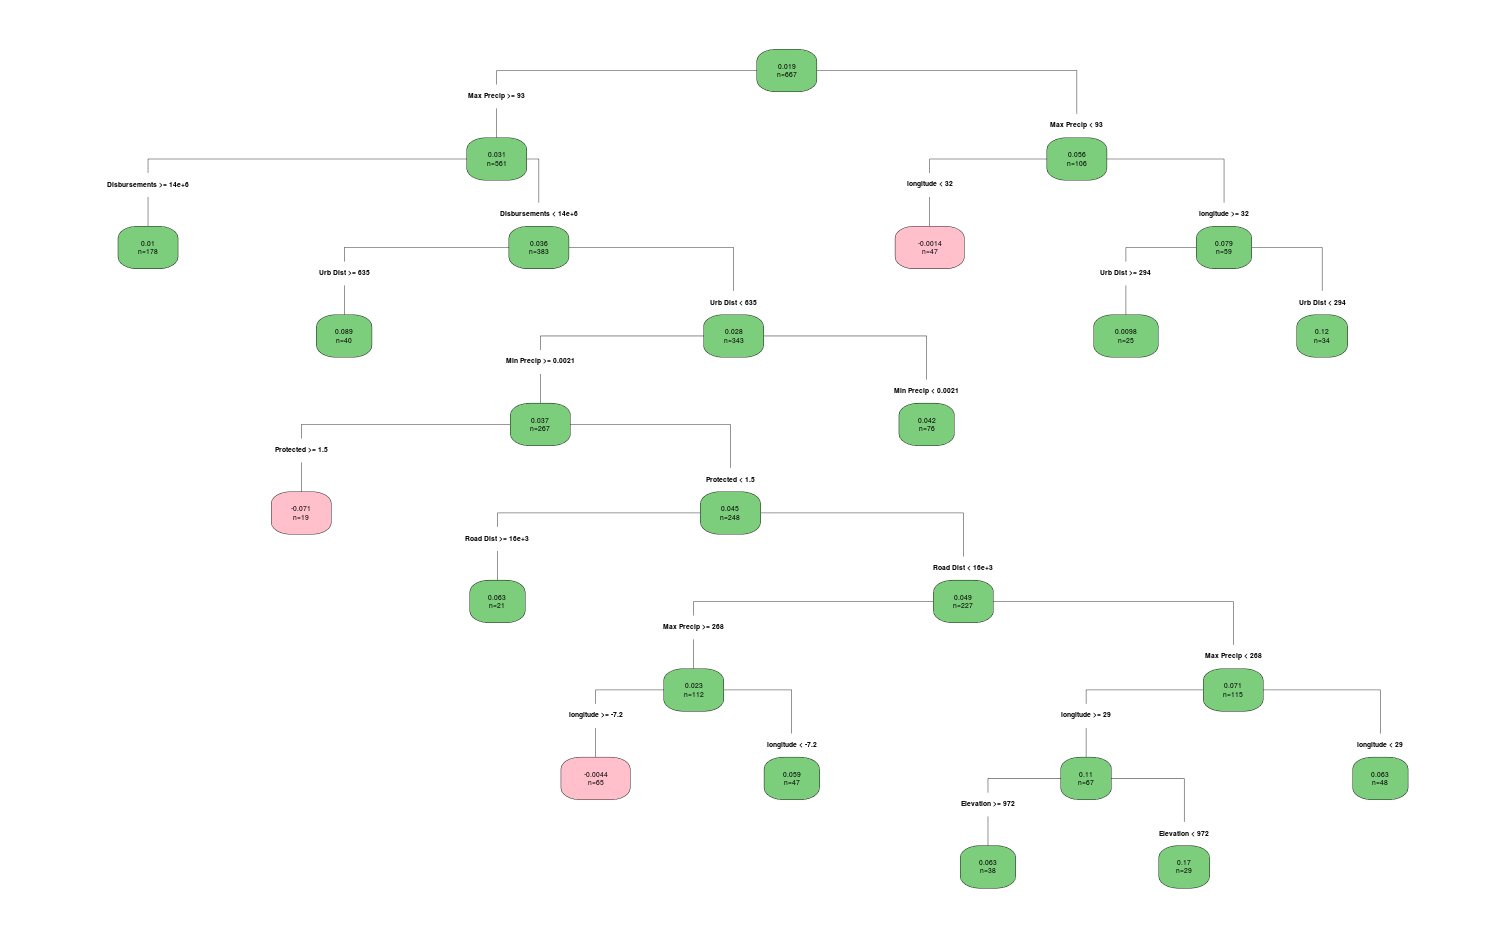 0.019
n=667
Max Precip >= 93
Max Precip < 93
0.031
n=561
0.056
n=106
Disbursements >= 14e+6
longitude < 32
Disbursements < 14e+6
longitude >= 32
0.01
n=178
0.036
n=383
-0.0014
n=47
0.079
n=59
Urb Dist >= 635
Urb Dist >= 294
Urb Dist < 635
Urb Dist < 294
0.089
n=40
0.028
n=343
0.0098
n=25
0.12
n=34
Min Precip >= 0.0021
Min Precip < 0.0021
0.037
n=267
0.042
n=76
Protected >= 1.5
Protected < 1.5
-0.071
n=19
0.045
n=248
Road Dist >= 16e+3
Road Dist < 16e+3
0.063
n=21
0.049
n=227
Max Precip >= 268
Max Precip < 268
0.023
n=112
0.071
n=115
longitude >= -7.2
longitude >= 29
longitude < -7.2
longitude < 29
-0.0044
n=65
0.059
n=47
0.11
n=67
0.063
n=48
Elevation >= 972
Elevation < 972
0.063
n=38
0.17
n=29